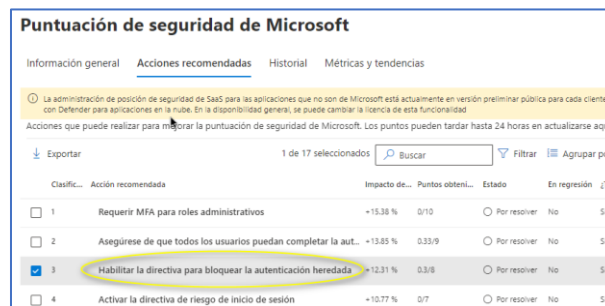 Puntuación de seguridad de Microsoft
Información general Acciones recomendadas Historial Métricas y tendencias
La administración de posición de seguridad de SaaS para las aplicaciones que no son de Microsoft está actualmente en versión preliminar pública para cada cliente
con Defender para aplicaciones en la nube. En la disponibilidad general, se puede cambiar la licencia de esta funcionalidad
Acciones que puede realizar para mejorar la puntuación de seguridad de Microsoft. Los puntos pueden tardar hasta 24 horas en actualizarse aq
Exportar 1 de 17 seleccionados Buscar Filtrar Agrupar po
Clasific... Acción recomendada Impacto de... Puntos obteni... Estado En regresión
1 Requerir MFA para roles administrativos +15.38 % 0/10 Por resolver No S
2 Asegúrese de que todos los usuarios puedan completar la aut... +13.85 % 0.33/9 Por resolver No S
3 Habilitar la directiva para bloquear la autenticación heredada +12.31 % 0.3/8 Por resolver No S
4 Activar la directiva de riesgo de inicio de sesión +10.77 % 0/7 Por resolver No S